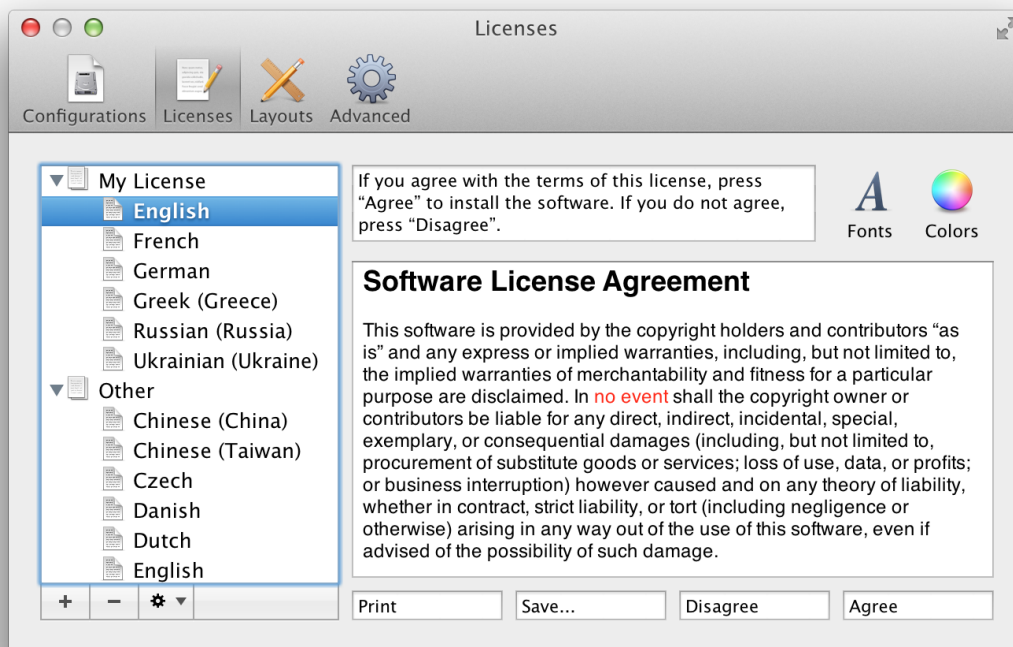 Licenses
Configurations
Licenses
Layouts
Advanced
My License
English
French
German
Greek (Greece)
Russian (Russia)
Ukrainian (Ukraine)
Other
Chinese (China)
Chinese (Taiwan)
Czech
Danish
Dutch
English
If you agree with the terms of this license, press
“Agree” to install the software. If you do not agree,
press “Disagree”.
Fonts
Colors
Software License Agreement
This software is provided by the copyright holders and contributors “as
is” and any express or implied warranties, including, but not limited to,
the implied warranties of merchantability and fitness for a particular
purpose are disclaimed. In no event shall the copyright owner or
contributors be liable for any direct, indirect, incidental, special,
exemplary, or consequential damages (including, but not limited to,
procurement of substitute goods or services; loss of use, data, or profits;
or business interruption) however caused and on any theory of liability,
whether in contract, strict liability, or tort (including negligence or
otherwise) arising in any way out of the use of this software, even if
advised of the possibility of such damage.
Print
Save...
Disagree
Agree